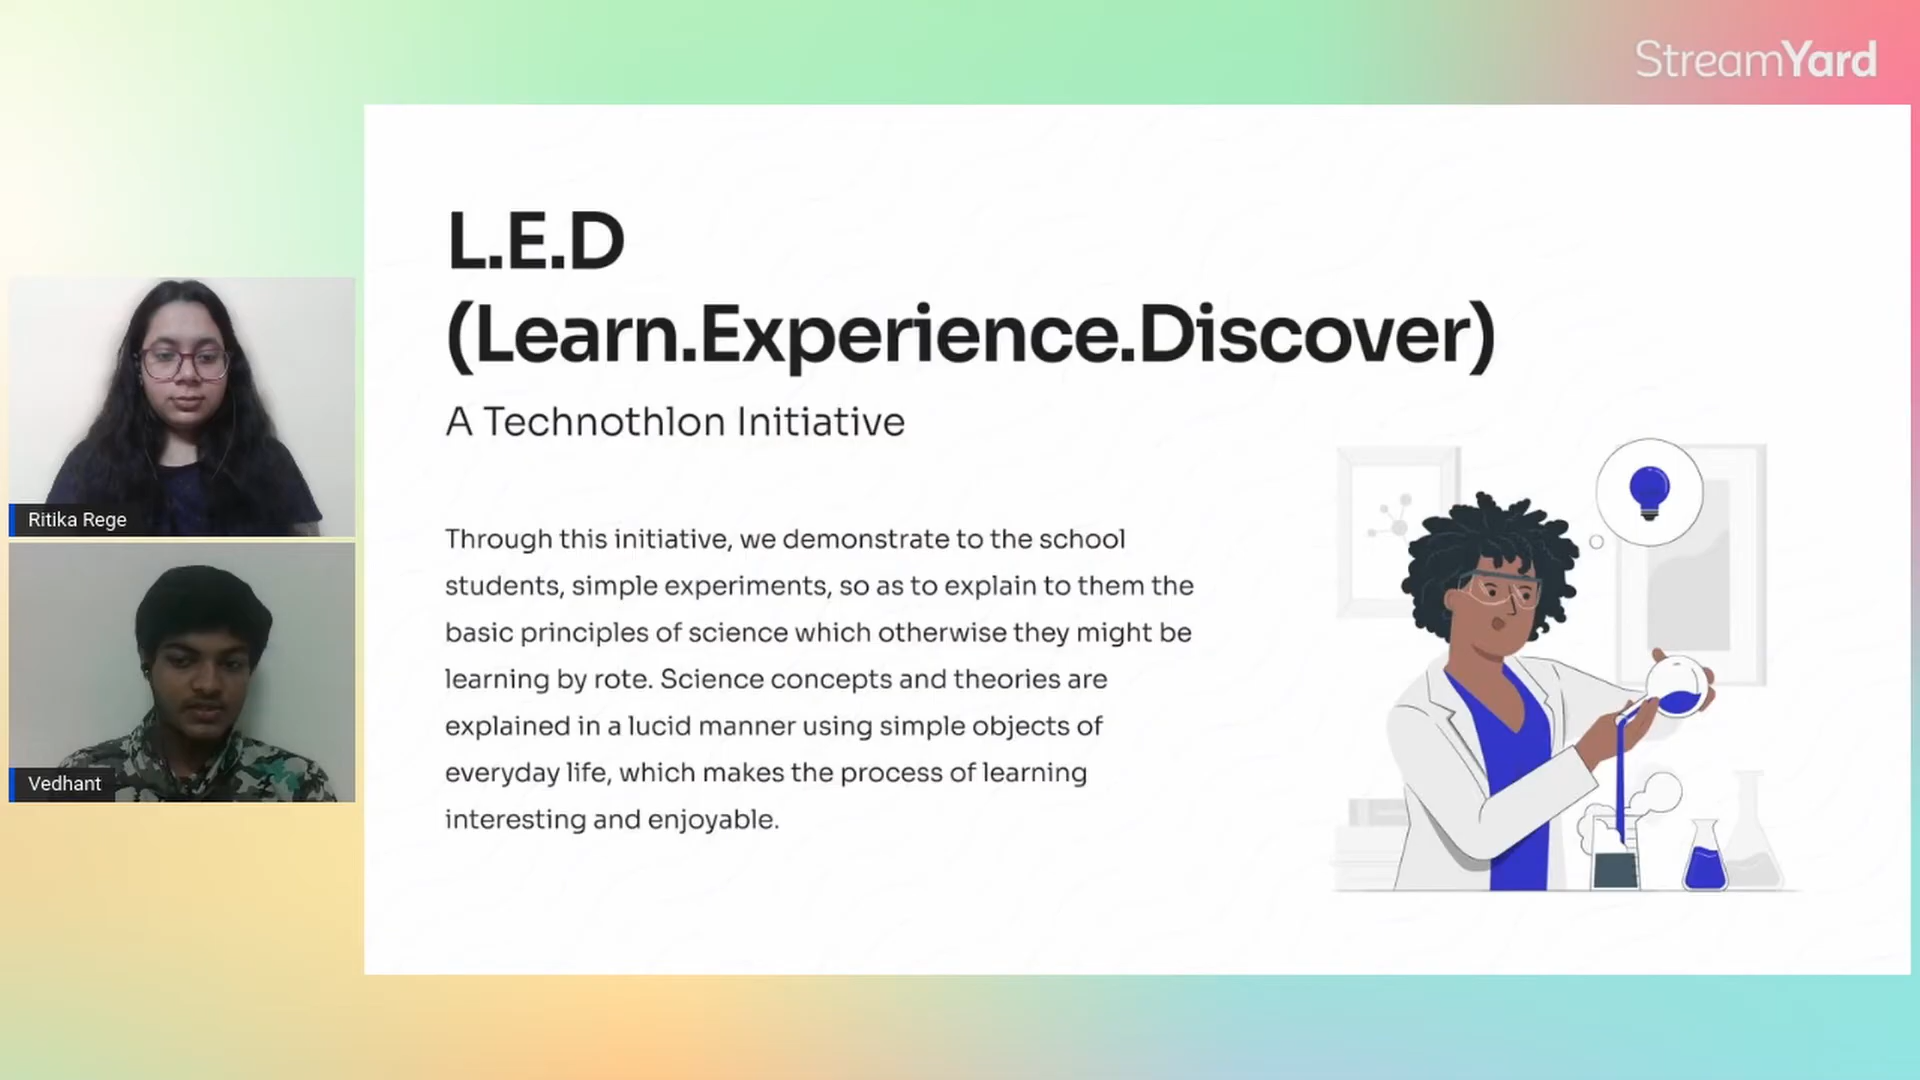 StreamYard
L.E.D
(Learn.Experience.Discover)
A Technothlon Initiative
Through this initiative, we demonstrate to the school
students, simple experiments, so as to explain to them the
basic principles of science which otherwise they might be
learning by rote. Science concepts and theories are
explained in a lucid manner using simple objects of
everyday life, which makes the process of learning
interesting and enjoyable.
Ritika Rege
Vedhant